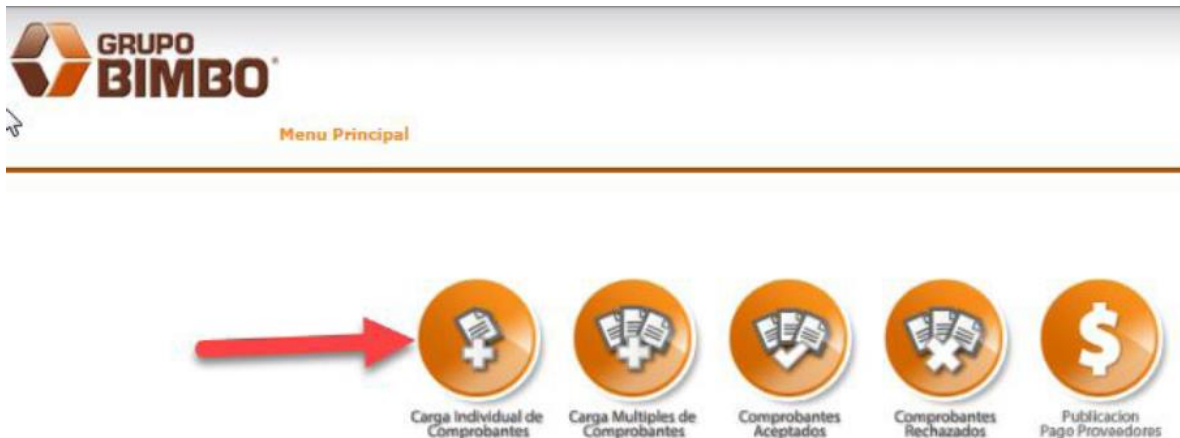 GRUPO
BIMBO
Menu Principal
Carga Individual de
Comprobantes
Carga Multiples de
Comprobantes
Comprobantes
Aceptados
Comprobantes
Rechazados
Publicacion
Pago Proveedores
$